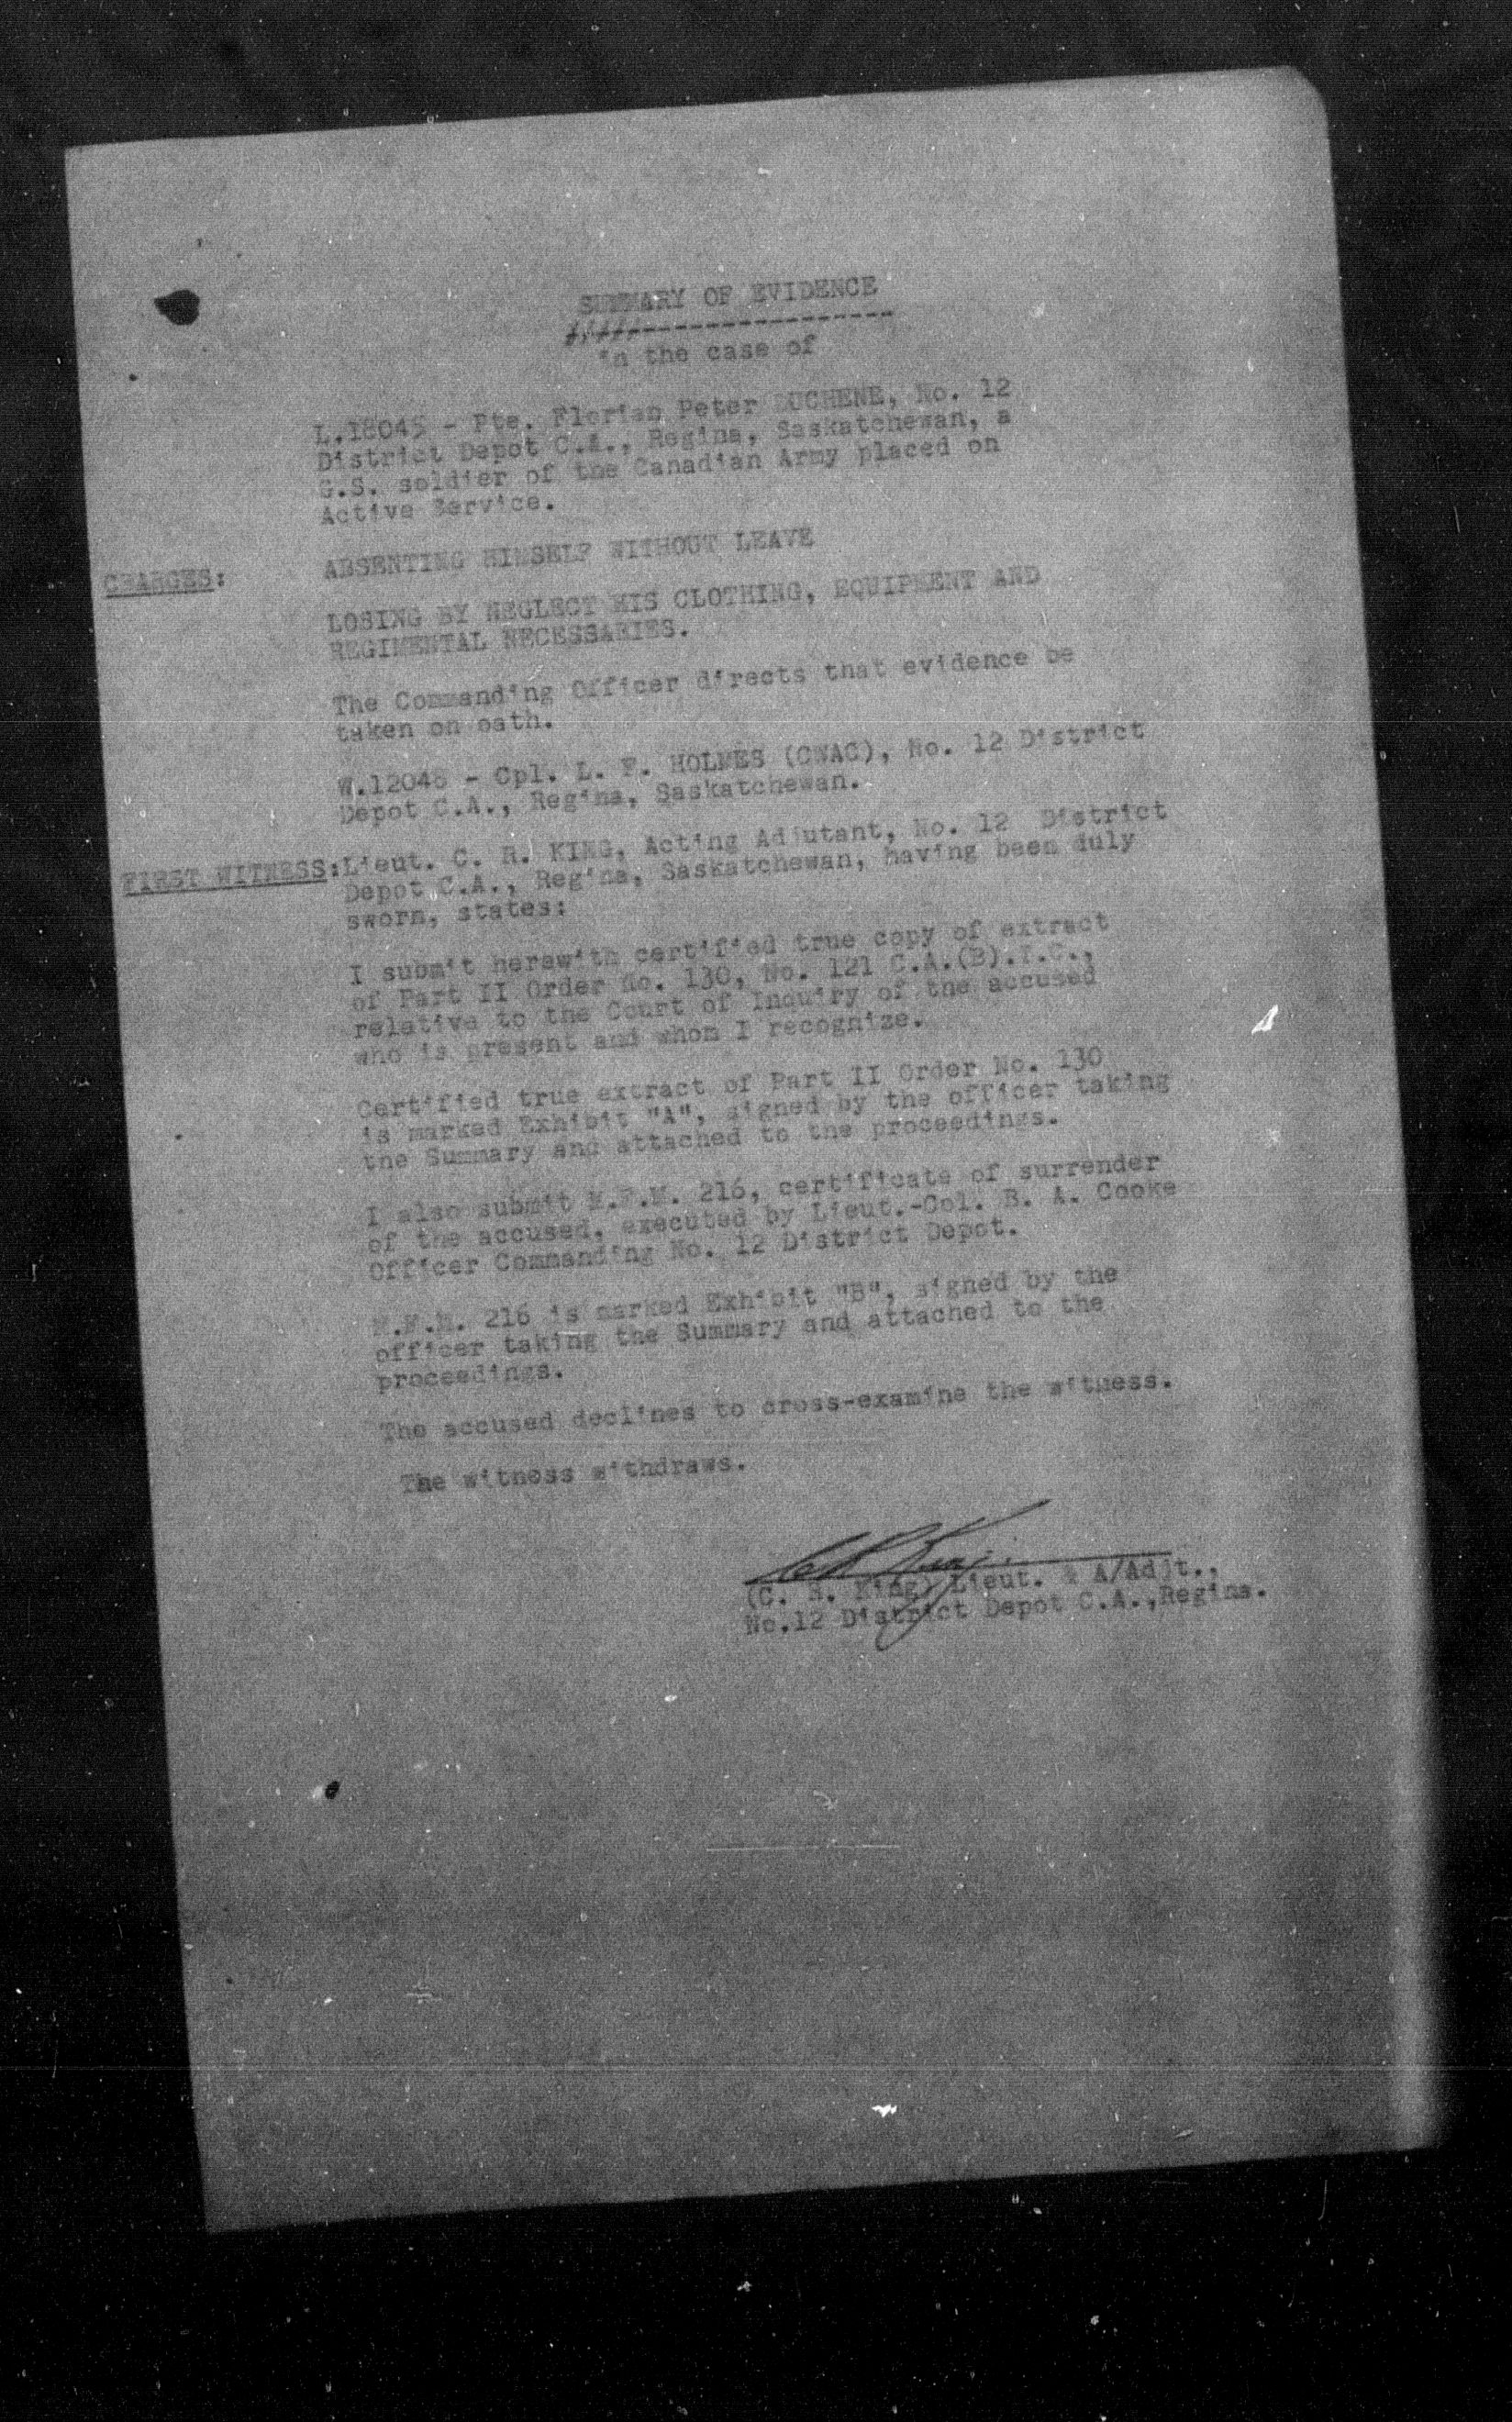 SUMMARY OF EVIDENCE
in the case of
L.18045 - Pte. Florian Peter DUCHENE, No. 12
District Depot C.A., Regina, Saskatchewan, a
G.S. soldier of the Canadian Army placed on
Active Service.
CHARGES: ABSENTING HIMSELF WITHOUT LEAVE
LOSING BY NEGLECT HIS CLOTHING, EQUIPMENT AND
REGIMENTAL NECESSARIES.
The Commanding Officer directs that evidence be
taken on oath.
W.12048 - Cpl. L. F. HOLMES (CWAC), No. 12 District
Depot C.A., Regina, Saskatchewan.
FIRST WITNESS: Lieut. C. R. KING, Acting Adjutant, No. 12 District
Depot C.A., Regina, Saskatchewan, having been duly
sworn, states:
I submit herewith certified true copy of extract
of Part II Order No. 130, No. 121 C.A.(B).T.C.,
relative to the Court of Inquiry of the accused
who is present and whom I recognize.
Certified true extract of Part II Order No. 130
is marked Exhibit "A", signed by the officer taking
the Summary and attached to the proceedings.
I also submit M.F.M. 216, certificate of surrender
of the accused, executed by Lieut.-Col. B. A. Cooke
Officer Commanding No. 12 District Depot.
M.F.M. 216 is marked Exhibit "B", signed by the
officer taking the Summary and attached to the
proceedings.
The accused declines to cross-examine the witness.
The witness withdraws.
C R King
(C. R. King) Lieut. & A/Adjt.,
No.12 District Depot C.A.,Regina.